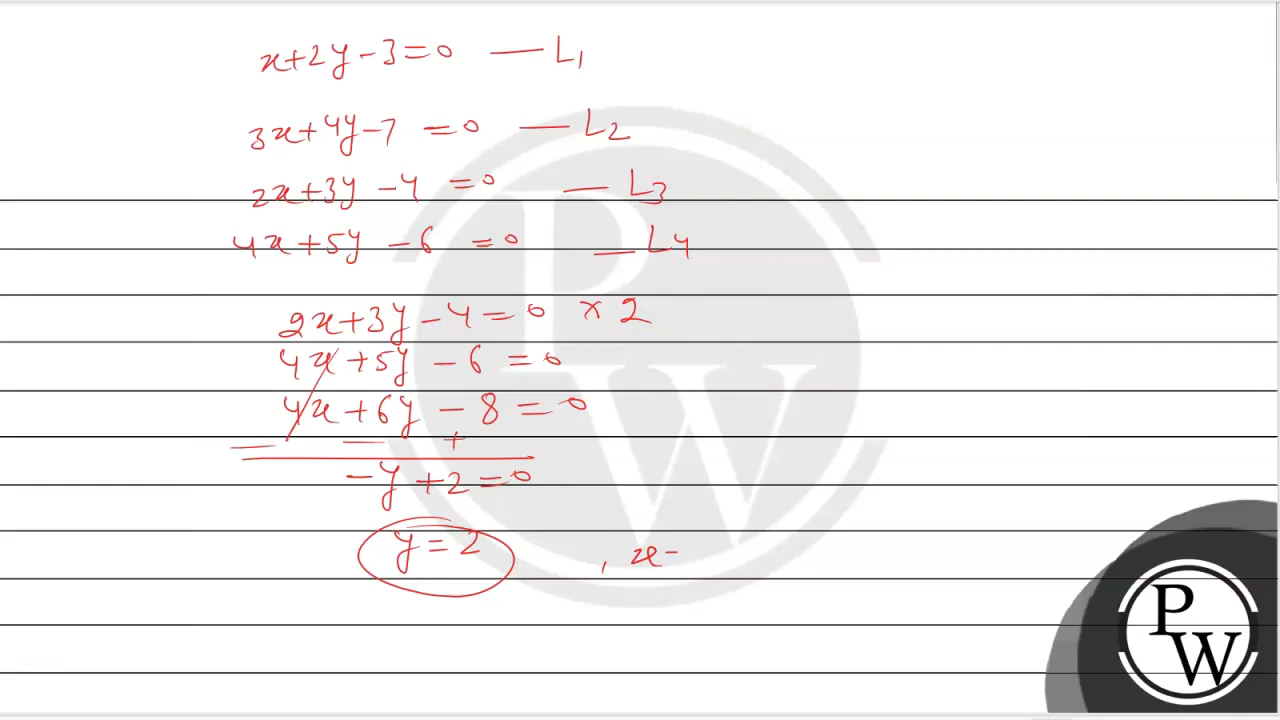 x+2y-3=0 — L1
3x+4y-7 =0 — L2
2x+3y -4 =0 — L3
4x+5y -6 =0 — L4
2x+3y-4=0 × 2
4x+5y -6 =0
4x+6y -8=0
— — +
-y +2=0
y=2 , x-
P
W
P
W